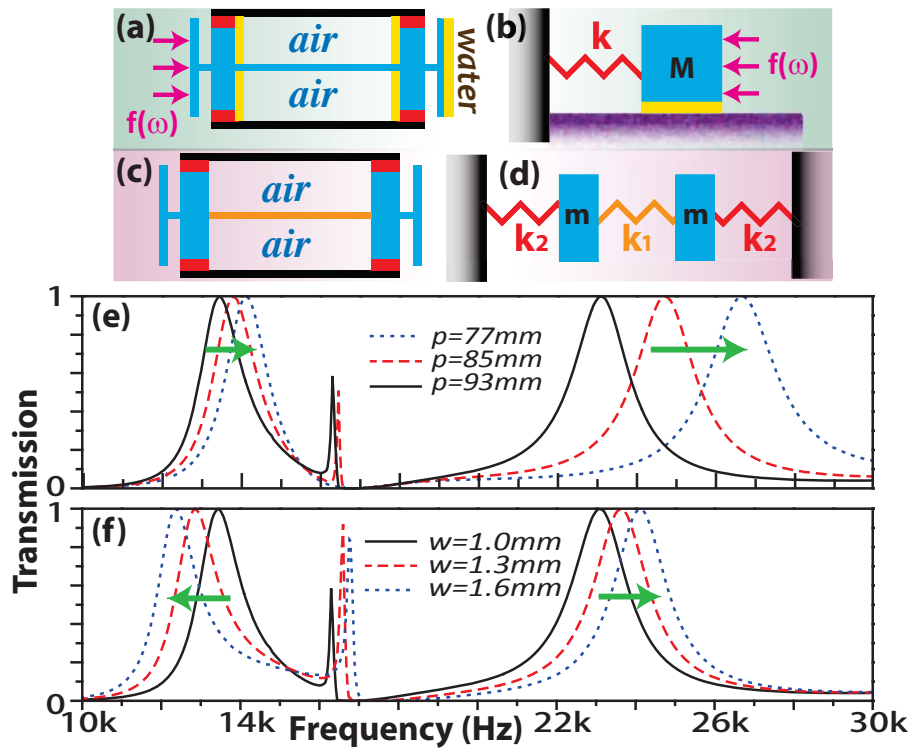 (a)
air
air
f(ω)
water
(b)
k
M
f(ω)
(c)
air
air
(d)
k2
m
k1
m
k2
Transmission
1
0
(e)
p=77mm
p=85mm
p=93mm
1
0
(f)
w=1.0mm
w=1.3mm
w=1.6mm
10k 14k Frequency (Hz) 22k 26k 30k